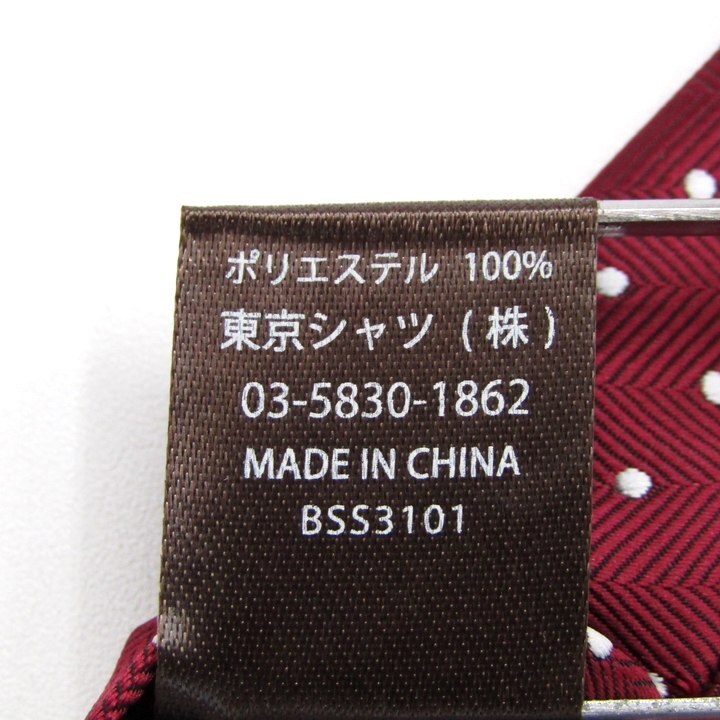 ポリエステル 100%
東京シャツ (株)
03-5830-1862
MADE IN CHINA
BSS3101